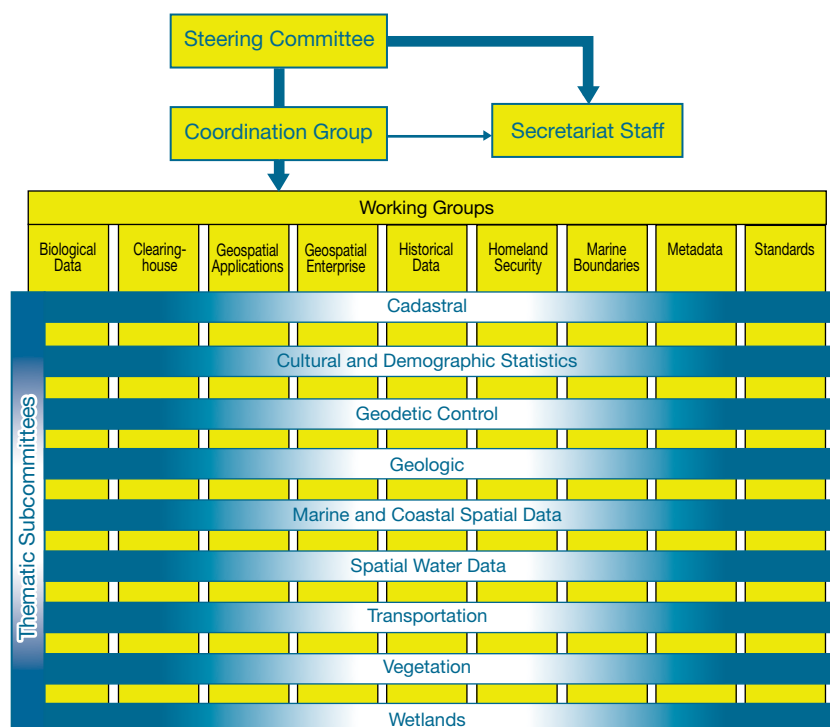 Steering Committee
Coordination Group
Secretariat Staff
Working Groups
Biological
Data
Clearing-
house
Geospatial
Applications
Geospatial
Enterprise
Historical
Data
Homeland
Security
Marine
Boundaries
Metadata
Standards
Thematic Subcommittees
Cadastral
Cultural and Demographic Statistics
Geodetic Control
Geologic
Marine and Coastal Spatial Data
Spatial Water Data
Transportation
Vegetation
Wetlands